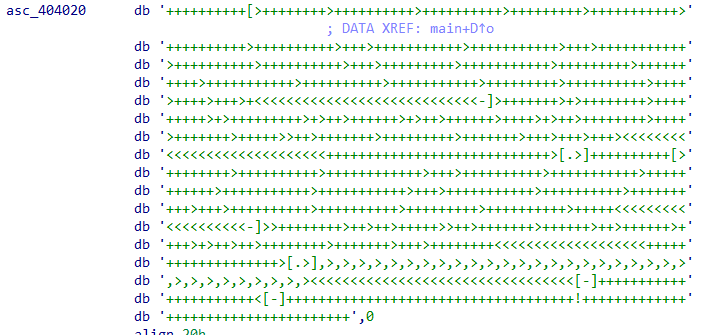 asc_404020 db '++++++++++[>++++++++>++++++++++>++++++++++>++++++++++>++++++++++>'
; DATA XREF: main+D↑o
db '++++++++++>++++++++++>+++>+++++++++++>+++++++++++>+++>+++++++++++'
db '>++++++++++>++++++++++>+++>+++++++++>+++++++++++>++++++++>+++++++'
db '++++>+++++++++++>++++++++++>+++++++++++>+++++++++>++++++++++>++++'
db '>++++>+++>+<<<<<<<<<<<<<<<<<<<<<<<<<<<<-]>+++++++>+>++++++++>++++'
db '+++++>+>+++++++++>+>++>+++++++>++>++>++++++>++++>+>++>++++++>++++'
db '>+++++++>+++++>>++>+++++++>+++++++++>+++++++>+++>+++>+++<<<<<<<<'
db '<<<<<<<<<<<<<<<<<<<<++++++++++++++++++++++++++++>[.>]++++++++++[>'
db '++++++++>++++++++++>+++++++++++>++++++++++>+++++++++++>+++>++++++'
db '++++++>+++++++++++>+++++++++++>+++>++++++++++>+++++++++++>+++++++'
db '+++>+++>++++++++++>++++++++++>+++++++++>++++++++++>+++++<<<<<<<<<'
db '<<<<<<<<<<-]>>+++++++++>++>++>+++++>>++>+++++++>++>++>++++++++>+'
db '+++>+>+++>++>++++++++>+++++++>+++>++++++++<<<<<<<<<<<<<<<<<<<+++++'
db '++++++++++++++>[.>],>,>,>,>,>,>,>,>,>,>,>,>,>,>,>,>,>,>,>,>,>,>,>'
db ',>,>,>,>,>,>,>,>,><<<<<<<<<<<<<<<<<<<<<<<<<<<<<<<<<[-]+++++++++++'
db '+++++++++++<[-]++++++++++++++++++++++++++++++++++++!+++++++++++++'
db '+++++++++++++++++++++++',0
align 20h